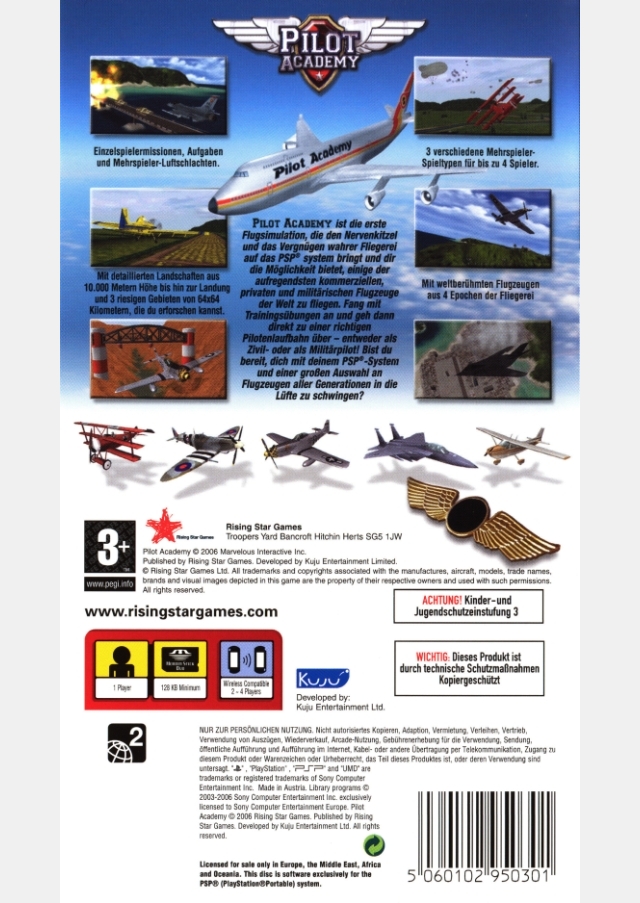 PILOT
ACADEMY
Einzelspielermissionen, Aufgaben
und Mehrspieler-Luftschlachten.
3 verschiedene Mehrspieler-
Spieltypen für bis zu 4 Spieler.
Pilot Academy
Mit detaillierten Landschaften aus
10.000 Metern Höhe bis hin zur Landung
und 3 riesigen Gebieten von 64x64
Kilometern, die du erforschen kannst.
PILOT ACADEMY ist die erste
Flugsimulation, die den Nervenkitzel
und das Vergnügen wahrer Fliegerei
auf das PSP® system bringt und dir
die Möglichkeit bietet, einige der
aufregendsten kommerziellen,
privaten und militärischen Flugzeuge
der Welt zu fliegen. Fang mit
Trainingsübungen an und geh dann
direkt zu einer richtigen
Pilotenlaufbahn über – entweder als
Zivil- oder als Militärpilot! Bist du
bereit, dich mit deinem PSP®-System
und einer großen Auswahl an
Flugzeugen aller Generationen in die
Lüfte zu schwingen?
Mit weltberühmten Flugzeugen
aus 4 Epochen der Fliegerei
3+
www.pegi.info
Rising Star Games
Rising Star Games
Troopers Yard Bancroft Hitchin Herts SG5 1JW
Pilot Academy © 2006 Marvelous Interactive Inc.
Published by Rising Star Games. Developed by Kuju Entertainment Limited.
© Rising Star Games Ltd. All trademarks and copyrights associated with the manufactures, aircraft, models, trade names,
brands and visual images depicted in this game are the property of their respective owners and used with such permissions.
All rights reserved.
www.risingstargames.com
ACHTUNG! Kinder-und
Jugendschutzeinstufung 3
1 Player
MEMORY STICK
DUO
128 KB Minimum
Wireless Compatible
2 - 4 Players
KUJU
Developed by:
Kuju Entertainment Ltd.
WICHTIG: Dieses Produkt ist
durch technische Schutzmaßnahmen
Kopiergeschützt
2
NUR ZUR PERSÖNLICHEN NUTZUNG. Nicht autorisiertes Kopieren, Adaption, Vermietung, Verleihen, Vertrieb,
Verwendung von Auszügen, Wiederverkauf, Arcade-Nutzung, Gebührenerhebung für die Verwendung, Sendung,
öffentliche Aufführung und Aufführung im Internet, Kabel- oder andere Übertragung per Telekommunikation, Zugang zu
diesem Produkt oder Warenzeichen oder Urheberrecht, das Teil dieses Produktes ist, oder deren Verwendung sind
untersagt. " ", "PlayStation", "PSP" and "UMD" are
trademarks or registered trademarks of Sony Computer
Entertainment Inc. Made in Austria. Library programs ©
2003-2006 Sony Computer Entertainment Inc. exclusively
licensed to Sony Computer Entertainment Europe. Pilot
Academy © 2006 Rising Star Games. Published by Rising
Star Games. Developed by Kuju Entertainment Ltd. All rights
reserved.
Licensed for sale only in Europe, the Middle East, Africa
and Oceania. This disc is software exclusively for the
PSP® (PlayStation®Portable) system.
5 060102 950301